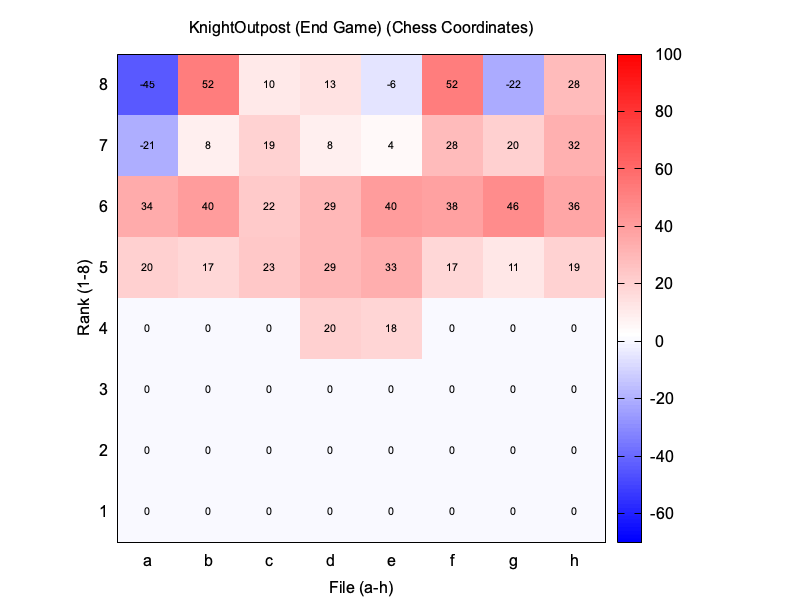 KnightOutpost (End Game) (Chess Coordinates)
100
8 -45 52 10 13 -6 52 -22 28
80
7 -21 8 19 8 4 28 20 32
60
6 34 40 22 29 40 38 46 36
40
5 20 17 23 29 33 17 11 19
20
Rank (1-8)
4 0 0 0 20 18 0 0 0
0
3 0 0 0 0 0 0 0 0
-20
2 0 0 0 0 0 0 0 0
-40
1 0 0 0 0 0 0 0 0
-60
a b c d e f g h
File (a-h)